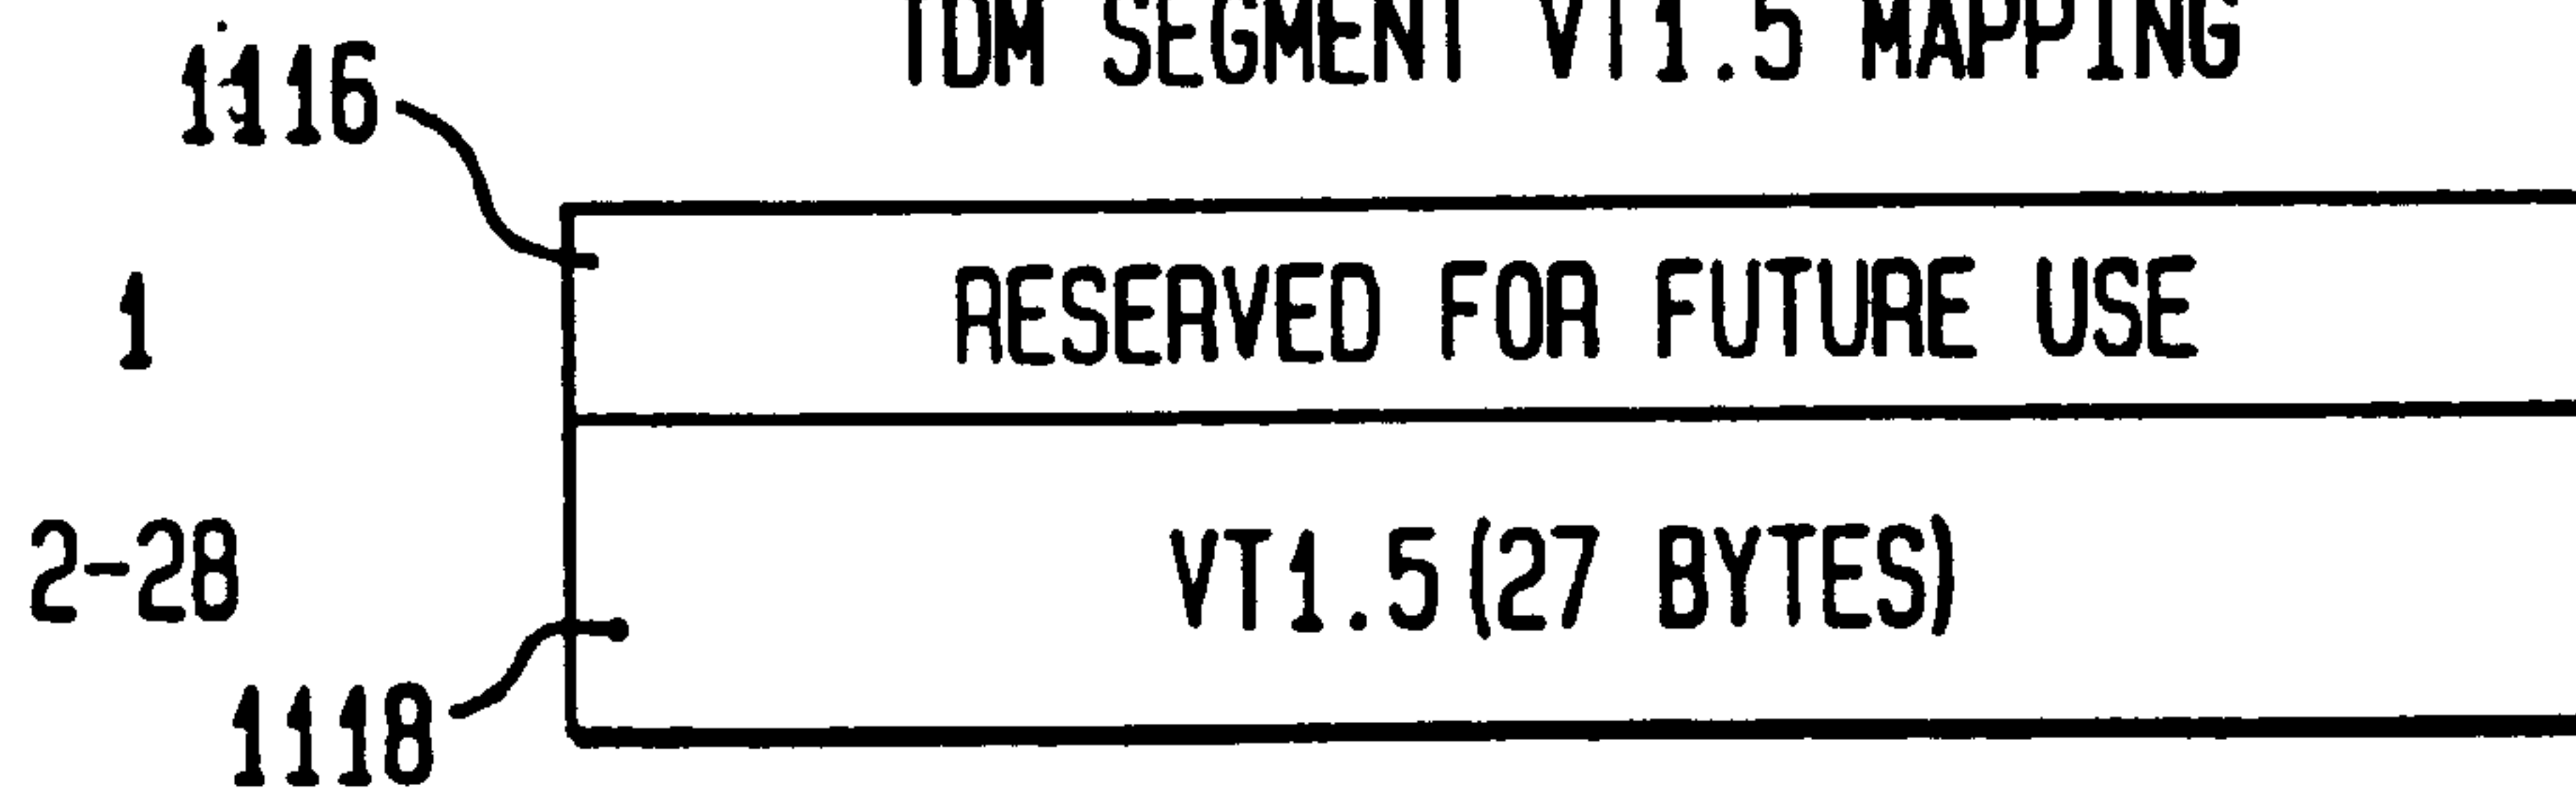 TDM SEGMENT VT1.5 MAPPING
1116
1 RESERVED FOR FUTURE USE
2-28 VT1.5(27 BYTES)
1118